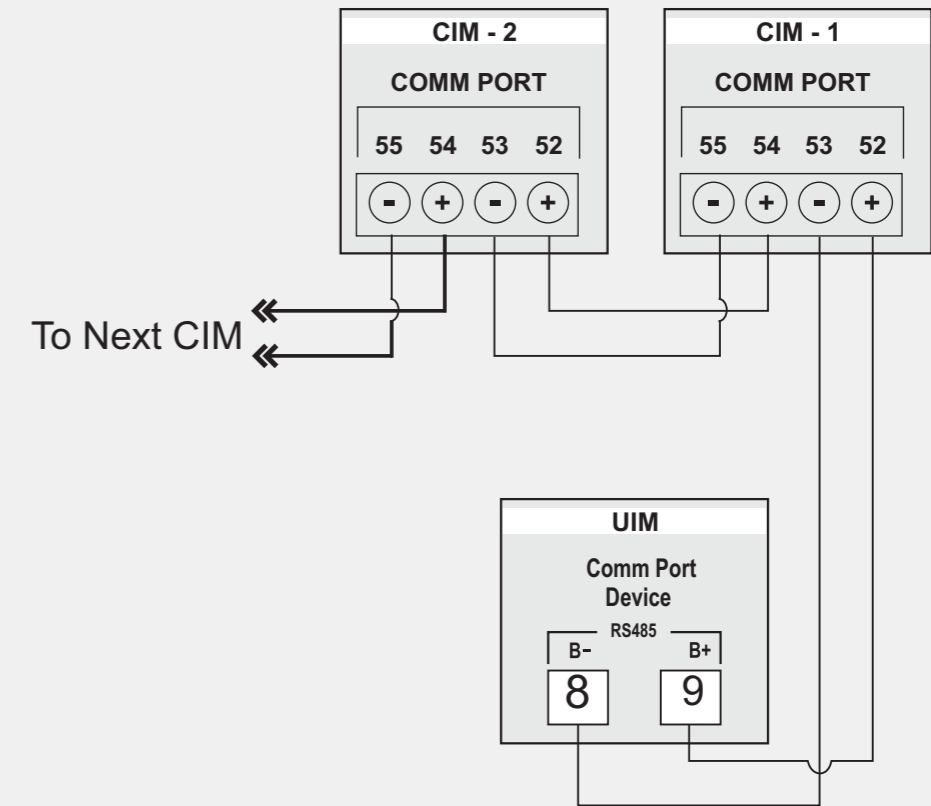 CIM - 2
COMM PORT
55 54 53 52
- + - +
CIM - 1
COMM PORT
55 54 53 52
- + - +
To Next CIM
UIM
Comm Port
Device
RS485
B- B+
8 9